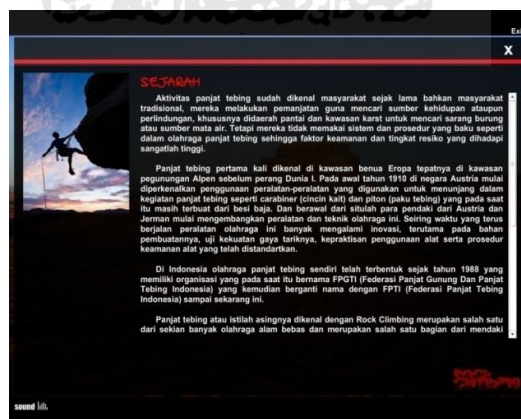 Exi
X
SEJARAH
Aktivitas panjat tebing sudah dikenal masyarakat sejak lama bahkan masyarakat
tradisional, mereka melakukan pemanjatan guna mencari sumber kehidupan ataupun
perlindungan, khususnya didaerah pantai dan kawasan karst untuk mencari sarang burung
atau sumber mata air. Tetapi mereka tidak memakai sistem dan prosedur yang baku seperti
dalam olahraga panjat tebing sehingga faktor keamanan dan tingkat resiko yang dihadapi
sangatlah tinggi.
Panjat tebing pertama kali dikenal di kawasan benua Eropa tepatnya di kawasan
pegunungan Alpen sebelum perang Dunia I. Pada awal tahun 1910 di negara Austria mulai
diperkenalkan penggunaan peralatan-peralatan yang digunakan untuk menunjang dalam
kegiatan panjat tebing seperti carabiner (cincin kait) dan piton (paku tebing) yang pada saat
itu masih terbuat dari besi baja. Dan berawal dari situlah para pendaki dari Austria dan
Jerman mulai mengembangkan peralatan dan teknik olahraga ini. Seiring waktu yang terus
berjalan peralatan olahraga ini banyak mengalami inovasi, terutama pada bahan
pembuatannya, uji kekuatan gaya tariknya, kepraktisan penggunaan alat serta prosedur
keamanan alat yang telah distandartkan.
Di Indonesia olahraga panjat tebing sendiri telah terbentuk sejak tahun 1988 yang
memiliki organisasi yang pada saat itu bernama FPGTI (Federasi Panjat Gunung Dan Panjat
Tebing Indonesia) yang kemudian berganti nama dengan FPTI (Federasi Panjat Tebing
Indonesia) sampai sekarang ini.
Panjat tebing atau istilah asingnya dikenal dengan Rock Climbing merupakan salah satu
dari sekian banyak olahraga alam bebas dan merupakan salah satu bagian dari mendaki
ROCK
CLIMBING
sound